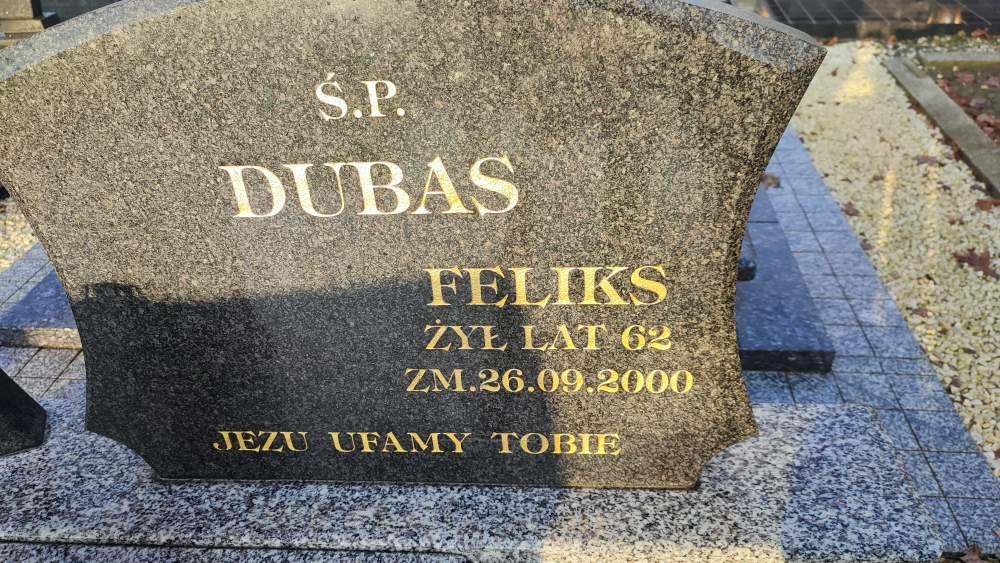 Ś.P.
DUBAS
FELIKS
ŻYŁ LAT 62
ZM.26.09.2000
JEZU UFAMY TOBIE